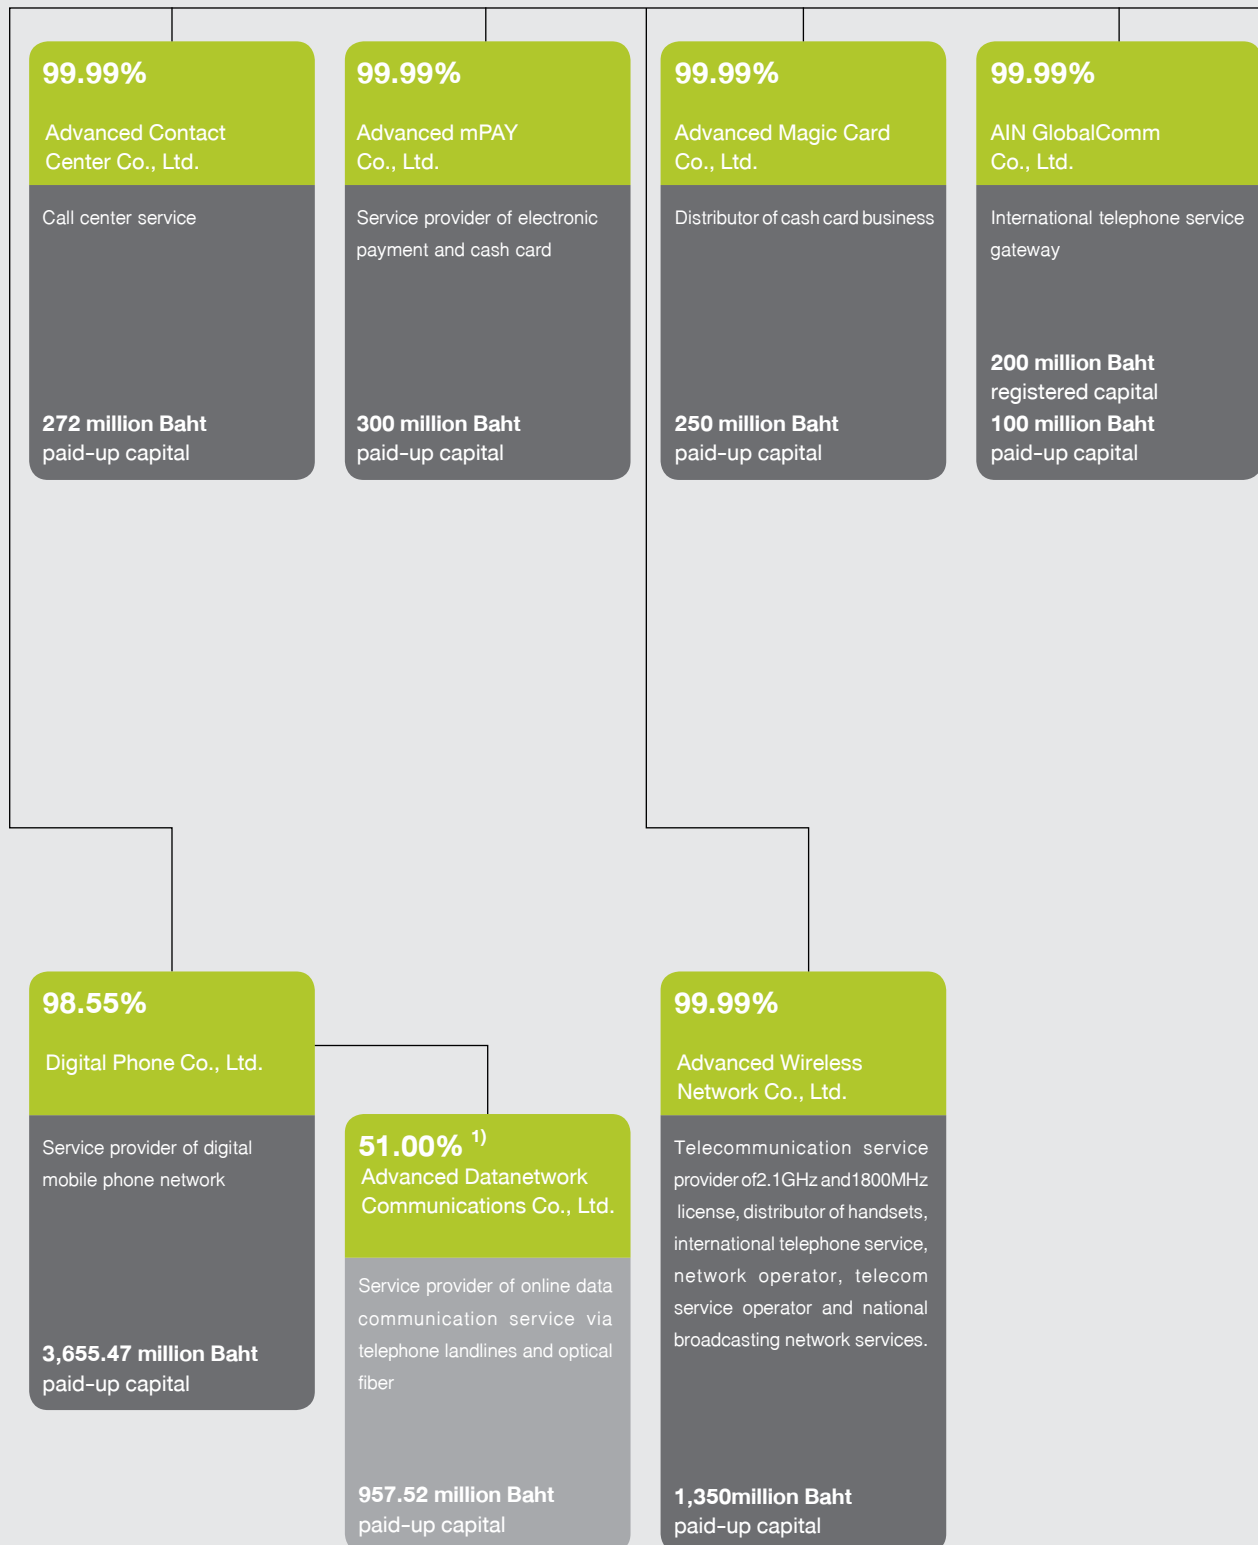 99.99%
Advanced Contact
Center Co., Ltd.
Call center service
272 million Baht
paid-up capital
99.99%
Advanced mPAY
Co., Ltd.
Service provider of electronic
payment and cash card
300 million Baht
paid-up capital
99.99%
Advanced Magic Card
Co., Ltd.
Distributor of cash card business
250 million Baht
paid-up capital
99.99%
AIN GlobalComm
Co., Ltd.
International telephone service
gateway
200 million Baht
registered capital
100 million Baht
paid-up capital
98.55%
Digital Phone Co., Ltd.
Service provider of digital
mobile phone network
3,655.47 million Baht
paid-up capital
51.00% 1)
Advanced Datanetwork
Communications Co., Ltd.
Service provider of online data
communication service via
telephone landlines and optical
fiber
957.52 million Baht
paid-up capital
99.99%
Advanced Wireless
Network Co., Ltd.
Telecommunication service
provider of2.1GHz and1800MHz
license, distributor of handsets,
international telephone service,
network operator, telecom
service operator and national
broadcasting network services.
1,350million Baht
paid-up capital